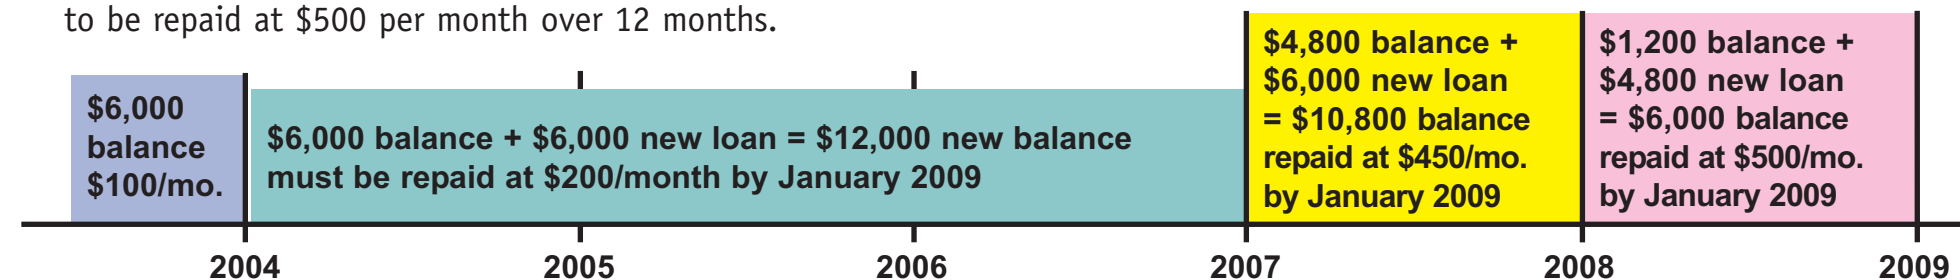 to be repaid at $500 per month over 12 months.
$6,000
balance
$100/mo.
$6,000 balance + $6,000 new loan = $12,000 new balance
must be repaid at $200/month by January 2009
$4,800 balance +
$6,000 new loan
= $10,800 balance
repaid at $450/mo.
by January 2009
$1,200 balance +
$4,800 new loan
= $6,000 balance
repaid at $500/mo.
by January 2009
2004 2005 2006 2007 2008 2009